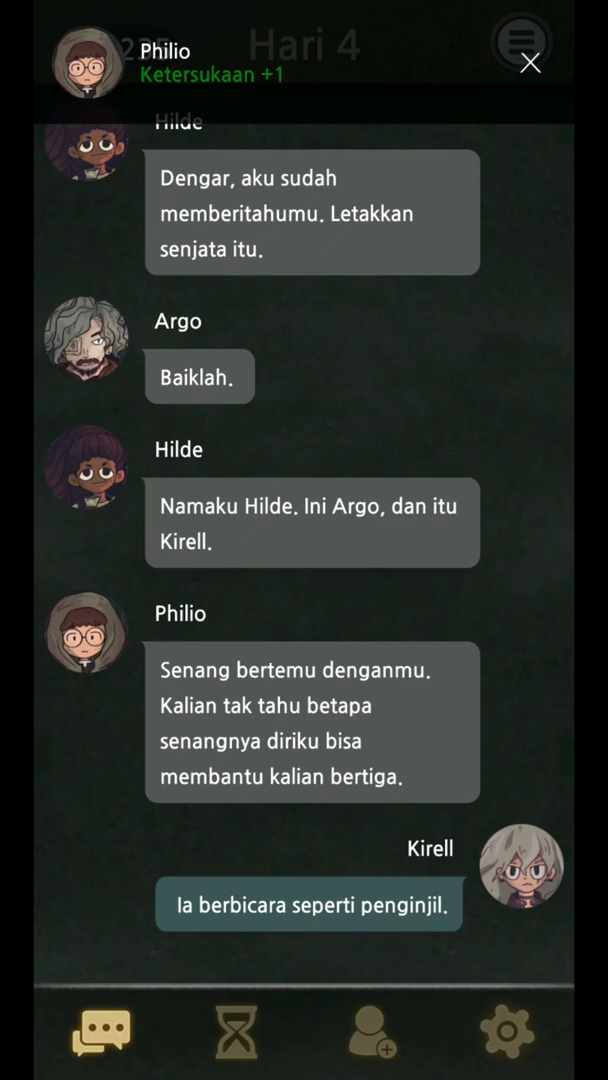 Hari 4
Philio
Ketersukaan +1
Hilde
Dengar, aku sudah
memberitahumu. Letakkan
senjata itu.
Argo
Baiklah.
Hilde
Namaku Hilde. Ini Argo, dan itu
Kirell.
Philio
Senang bertemu denganmu.
Kalian tak tahu betapa
senangnya diriku bisa
membantu kalian bertiga.
Kirell
Ia berbicara seperti penginjil.